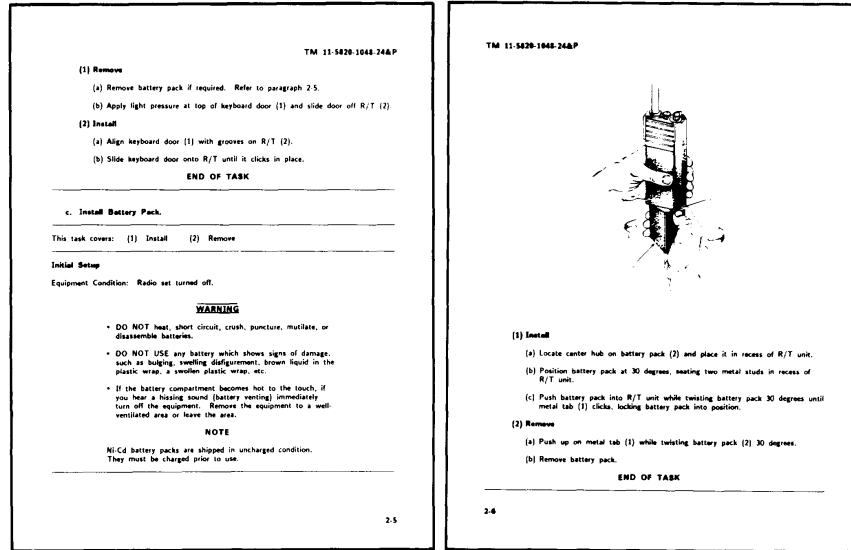 TM 11-5820-1048-24&P
(1) Remove
(a) Remove battery pack if required. Refer to paragraph 2-5.
(b) Apply light pressure at top of keyboard door (1) and slide door off R/T (2).
(2) Install
(a) Align keyboard door (1) with grooves on R/T (2).
(b) Slide keyboard door onto R/T until it clicks in place.
END OF TASK
c. Install Battery Pack.
This task covers: (1) Install (2) Remove
Initial Setup
Equipment Condition: Radio set turned off.
WARNING
• DO NOT heat, short circuit, crush, puncture, mutilate, or
disassemble batteries.
• DO NOT USE any battery which shows signs of damage,
such as bulging, swelling disfigurement, brown liquid in the
plastic wrap, a swollen plastic wrap, etc.
• If the battery compartment becomes hot to the touch, if
you hear a hissing sound (battery venting) immediately
turn off the equipment. Remove the equipment to a well-
ventilated area or leave the area.
NOTE
Ni-Cd battery packs are shipped in uncharged condition.
They must be charged prior to use.
2-5
TM 11-5820-1048-24&P
(1) Install
(a) Locate canter hub on battery pack (2) and place it in recess of R/T unit.
(b) Position battery pack at 30 degrees, seating two metal studs in recess of
R/T unit.
(c) Push battery pack into R/T unit while twisting battery pack 30 degrees until
metal tab (1) clicks, locking battery pack into position.
(2) Remove
(a) Push up on metal tab (1) while twisting battery pack (2) 30 degrees.
(b) Remove battery pack.
END OF TASK
2-6